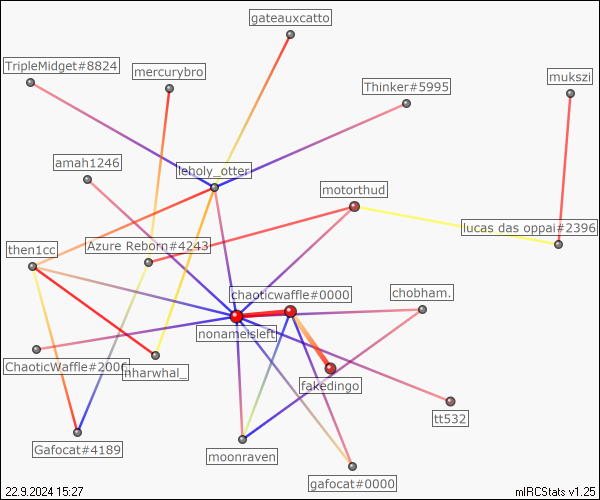 gateauxcatto
TripleMidget#8824
mercurybro
Thinker#5995
mukszi
amah1246
leholy_otter
motorthud
lucas das oppai#2396
then1cc
Azure Reborn#4243
chaoticwaffle#0000
chobham.
nonameisleft
ChaoticWaffle#2006
nharwhal_
fakedingo
tt532
Gafocat#4189
moonraven
gafocat#0000
22.9.2024 15:27
mIRCStats v1.25